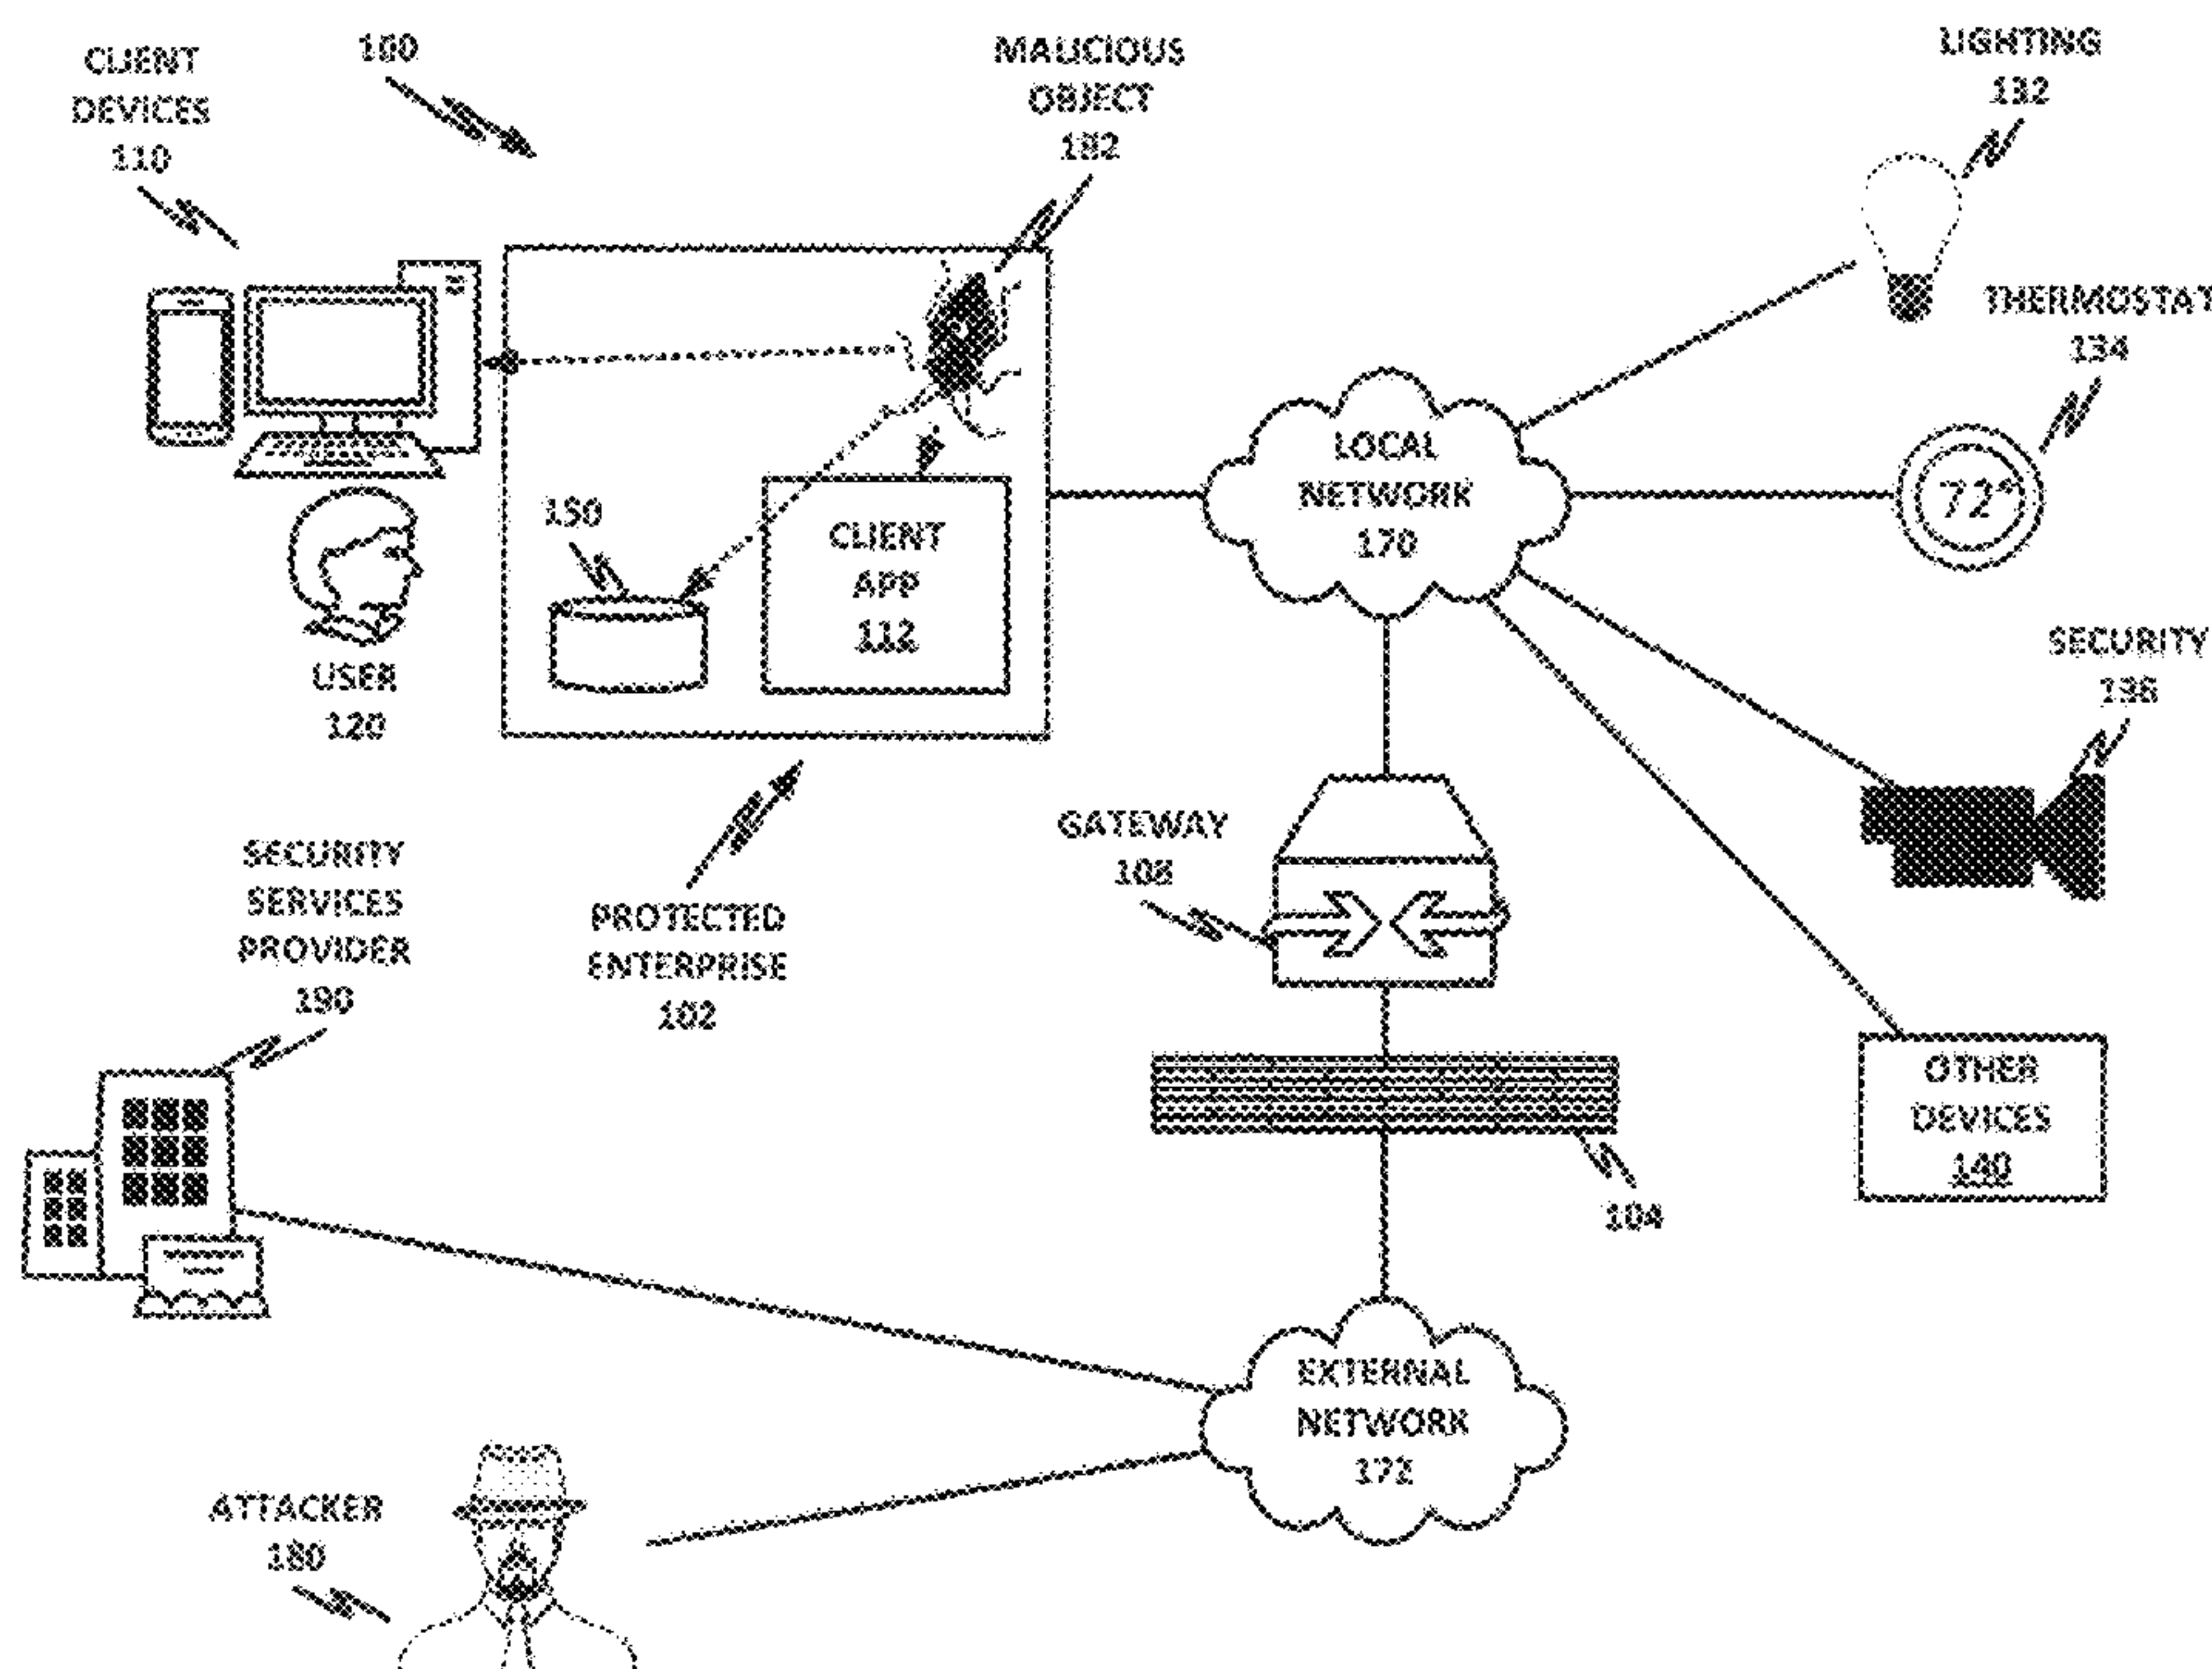 CLIENT
DEVICES
110
100
MALICIOUS
OBJECT
182
LIGHTING
132
THERMOSTAT
134
LOCAL
NETWORK
170
72°
150
CLIENT
APP
112
USER
120
SECURITY
136
GATEWAY
108
SECURITY
SERVICES
PROVIDER
190
PROTECTED
ENTERPRISE
102
OTHER
DEVICES
140
104
EXTERNAL
NETWORK
172
ATTACKER
180